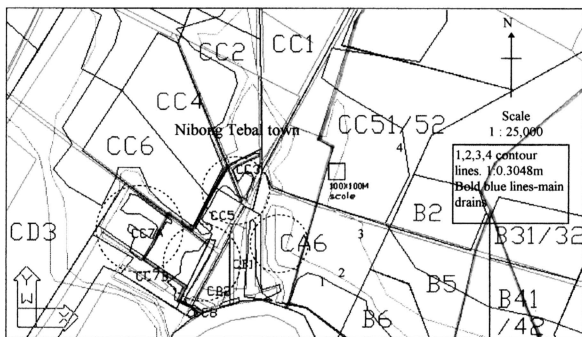 CC2
CC1
N
CC4
Nibong Tebal town
CC51/52
4
Scale
1 : 25,000
CC6
CC3
100X100M
scale
1,2,3,4 contour
lines. 1:0.3048m
Bold blue lines-main
drains
CD3
CC7A
CC5
CA6
3
B2
B31/32
CC7B
CB1
2
1
B5
Y
W
X
CB2
CC8
B6
B41
/42